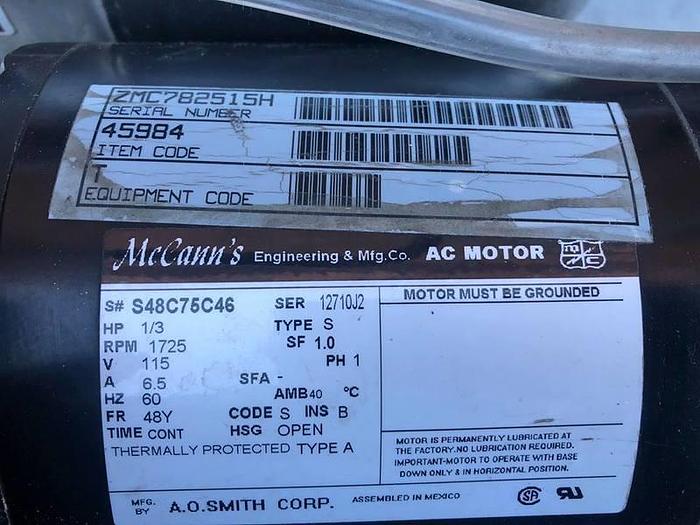 ZMC782515H
SERIAL NUMBER
45984
ITEM CODE
T
EQUIPMENT CODE
McCann's Engineering & Mfg.Co. AC MOTOR
S# S48C75C46 SER 12710J2
HP 1/3 TYPE S
RPM 1725 SF 1.0
V 115 PH 1
A 6.5 SFA -
HZ 60 AMB 40 °C
FR 48Y CODE S INS B
TIME CONT HSG OPEN
THERMALLY PROTECTED TYPE A
MOTOR MUST BE GROUNDED
MOTOR IS PERMANENTLY LUBRICATED AT
THE FACTORY.NO LUBRICATION REQUIRED.
IMPORTANT-MOTOR TO OPERATE WITH BASE
DOWN ONLY & IN HORIZONTAL POSITION.
MFG. BY A.O.SMITH CORP. ASSEMBLED IN MEXICO